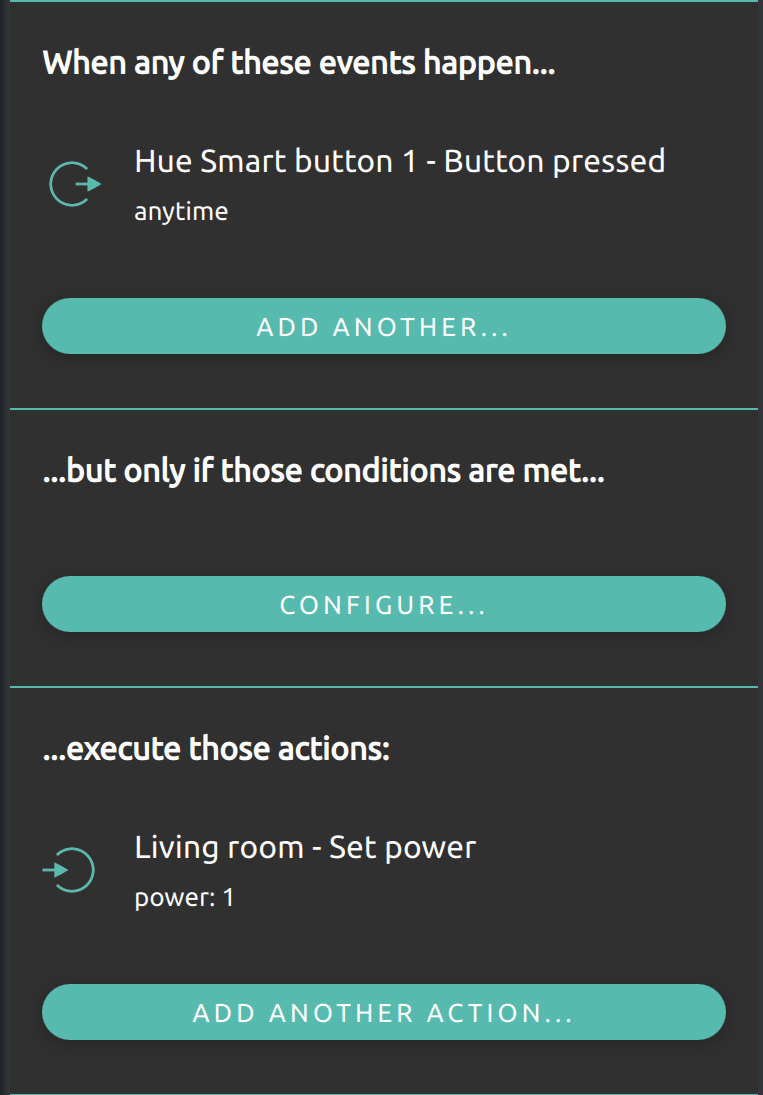 When any of these events happen...
Hue Smart button 1 - Button pressed
anytime
ADD ANOTHER...
...but only if those conditions are met...
CONFIGURE...
...execute those actions:
Living room - Set power
power: 1
ADD ANOTHER ACTION...